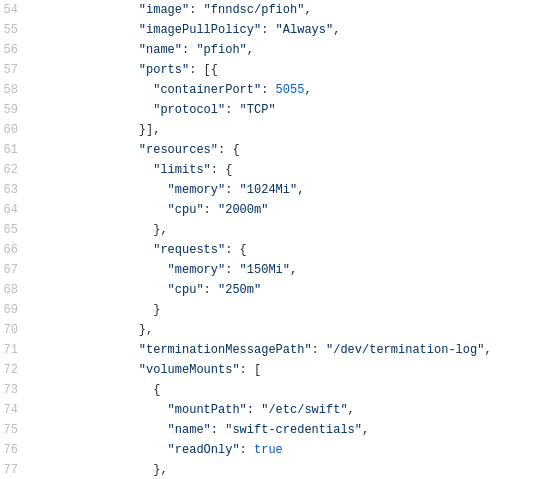 54 "image": "fnndsc/pfioh",
55 "imagePullPolicy": "Always",
56 "name": "pfioh",
57 "ports": [{
58 "containerPort": 5055,
59 "protocol": "TCP"
60 }],
61 "resources": {
62 "limits": {
63 "memory": "1024Mi",
64 "cpu": "2000m"
65 },
66 "requests": {
67 "memory": "150Mi",
68 "cpu": "250m"
69 }
70 },
71 "terminationMessagePath": "/dev/termination-log",
72 "volumeMounts": [
73 {
74 "mountPath": "/etc/swift",
75 "name": "swift-credentials",
76 "readOnly": true
77 },